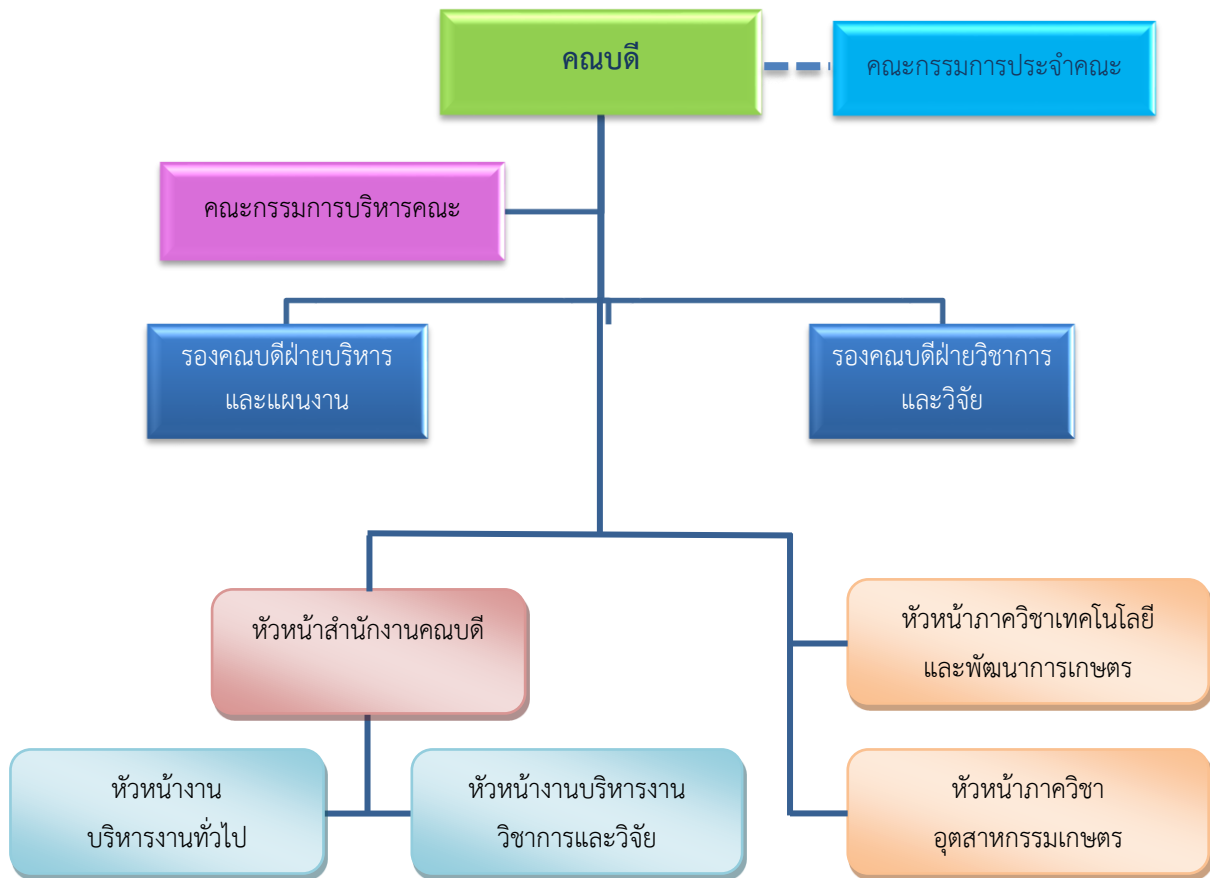 คณบดี
คณะกรรมการประจำคณะ
คณะกรรมการบริหารคณะ
รองคณบดีฝ่ายบริหาร
และแผนงาน
รองคณบดีฝ่ายวิชาการ
และวิจัย
หัวหน้าสำนักงานคณบดี
หัวหน้าภาควิชาเทคโนโลยี
และพัฒนาการเกษตร
หัวหน้างาน
บริหารงานทั่วไป
หัวหน้างานบริหารงาน
วิชาการและวิจัย
หัวหน้าภาควิชา
อุตสาหกรรมเกษตร